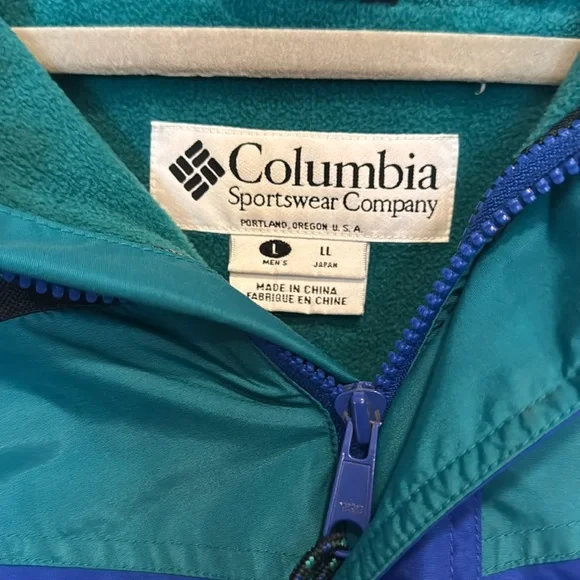 Columbia
Sportswear Company
PORTLAND, OREGON U.S.A.
L LL
MEN'S JAPAN
MADE IN CHINA
FABRIQUE EN CHINE